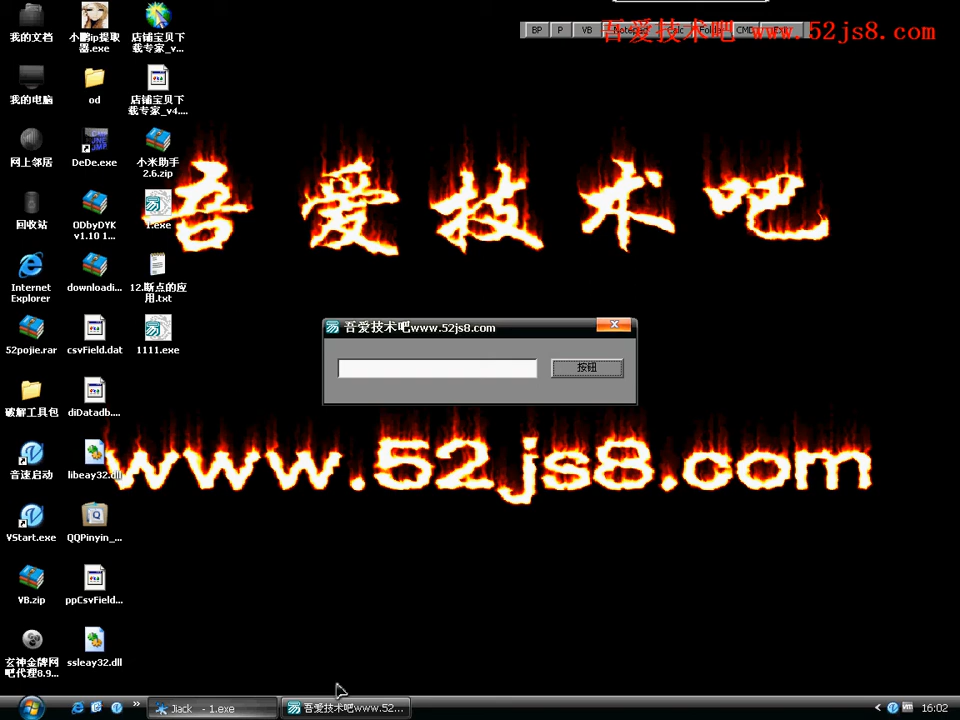 我的文档
小鹏ip提取
器.exe
店铺宝贝下
载专家_v...
我的电脑
od
店铺宝贝下
载专家_v4....
网上邻居
DeDe.exe
小米助手
2.6.zip
回收站
ODbyDYK
v1.10 1...
1.exe
Internet
Explorer
downloadi...
12.断点的应
用.txt
52pojie.rar
csvField.dat
1111.exe
破解工具包
diDatadb....
音速启动
libeay32.dll
VStart.exe
QQPinyin_...
VB.zip
ppCsvField...
玄神金牌网
吧代理8.9...
ssleay32.dll
BP
P
VB
Notepad
Calc
Folder
CMD
Exit
吾爱技术吧 www.52js8.com
吾爱技术吧
吾爱技术吧www.52js8.com
按钮
www.52js8.com
Jiack - 1.exe
吾爱技术吧www.52...
16:02